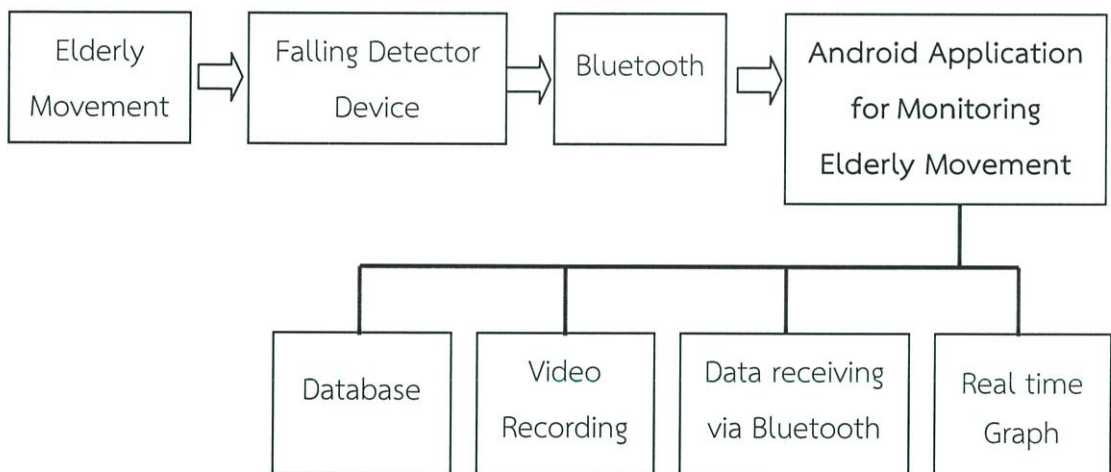 Elderly
Movement
Falling Detector
Device
Bluetooth
Android Application
for Monitoring
Elderly Movement
Database
Video
Recording
Data receiving
via Bluetooth
Real time
Graph